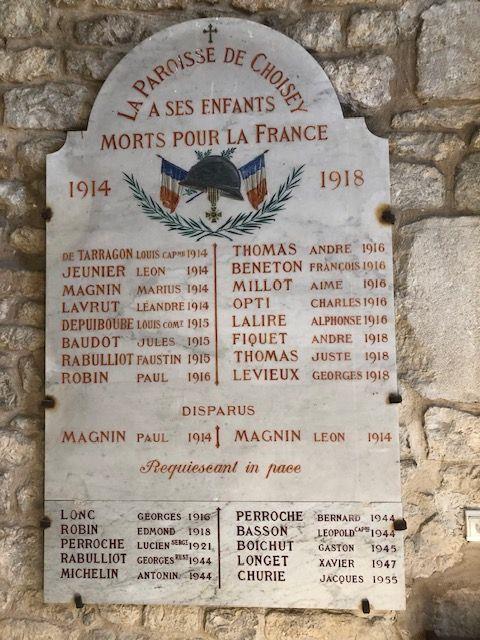 LA PAROISSE DE CHOISEY
A SES ENFANTS
MORTS POUR LA FRANCE
1914 1918
DE TARRAGON LOUIS CAPNE 1914
JEUNIER LEON 1914
MAGNIN MARIUS 1914
LAVRUT LÉANDRE 1914
DEPUIBOUBE LOUIS COMT 1915
BAUDOT JULES 1915
RABULLIOT FAUSTIN 1915
ROBIN PAUL 1916
THOMAS ANDRE 1916
BENETON FRANÇOIS 1916
MILLOT AIME 1916
OPTI CHARLES 1916
LALIRE ALPHONSE 1916
FIQUET ANDRE 1918
THOMAS JUSTE 1918
LEVIEUX GEORGES 1918
DISPARUS
MAGNIN PAUL 1914
MAGNIN LEON 1914
Requiescant in pace
LONC GEORGES 1916
ROBIN EDMOND 1918
PERROCHE LUCIEN SERGT 1921
RABULLIOT GEORGES REST 1944
MICHELIN ANTONIN 1944
PERROCHE BERNARD 1944
BASSON LEOPOLD CAPNE 1944
BOICHUT GASTON 1945
LONGET XAVIER 1947
CHURIE JACQUES 1955